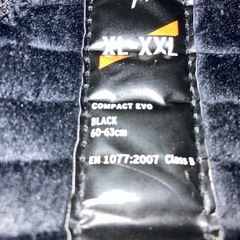 XL-XXL
COMPACT EVO
BLACK
60-63cm
EN 1077:2007 Class B